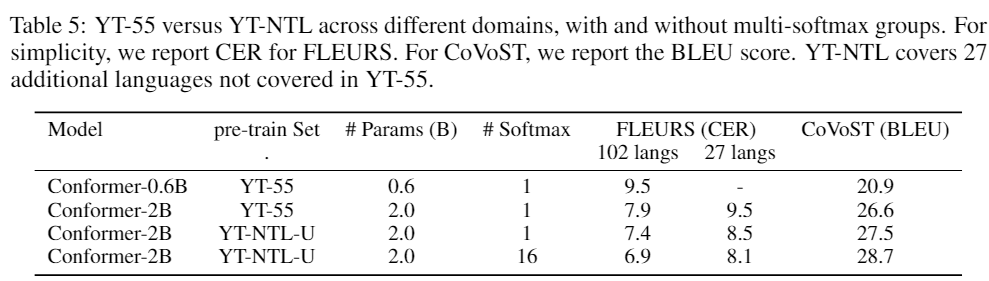 Table 5: YT-55 versus YT-NTL across different domains, with and without multi-softmax groups. For
simplicity, we report CER for FLEURS. For CoVoST, we report the BLEU score. YT-NTL covers 27
additional languages not covered in YT-55.
Model pre-train Set # Params (B) # Softmax FLEURS (CER) CoVoST (BLEU)
. 102 langs 27 langs
Conformer-0.6B YT-55 0.6 1 9.5 - 20.9
Conformer-2B YT-55 2.0 1 7.9 9.5 26.6
Conformer-2B YT-NTL-U 2.0 1 7.4 8.5 27.5
Conformer-2B YT-NTL-U 2.0 16 6.9 8.1 28.7